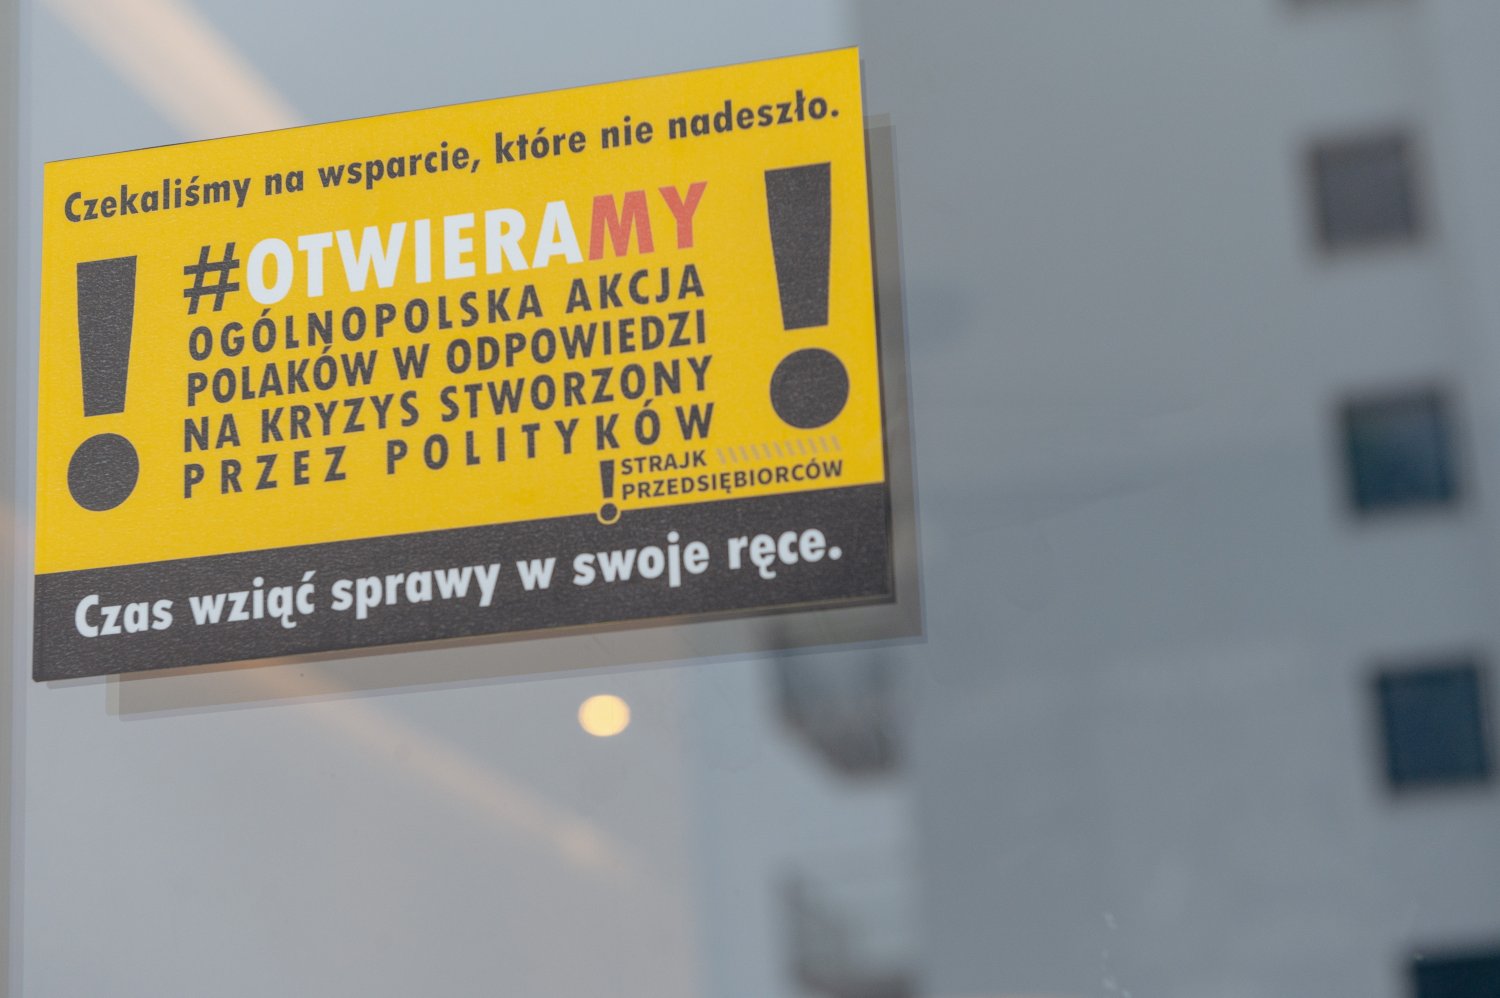 Czekaliśmy na wsparcie, które nie nadeszło.
#OTWIERAMY
OGÓLNOPOLSKA AKCJA
POLAKÓW W ODPOWIEDZI
NA KRYZYS STWORZONY
PRZEZ POLITYKÓW
STRAJK
PRZEDSIĘBIORCÓW
Czas wziąć sprawy w swoje ręce.